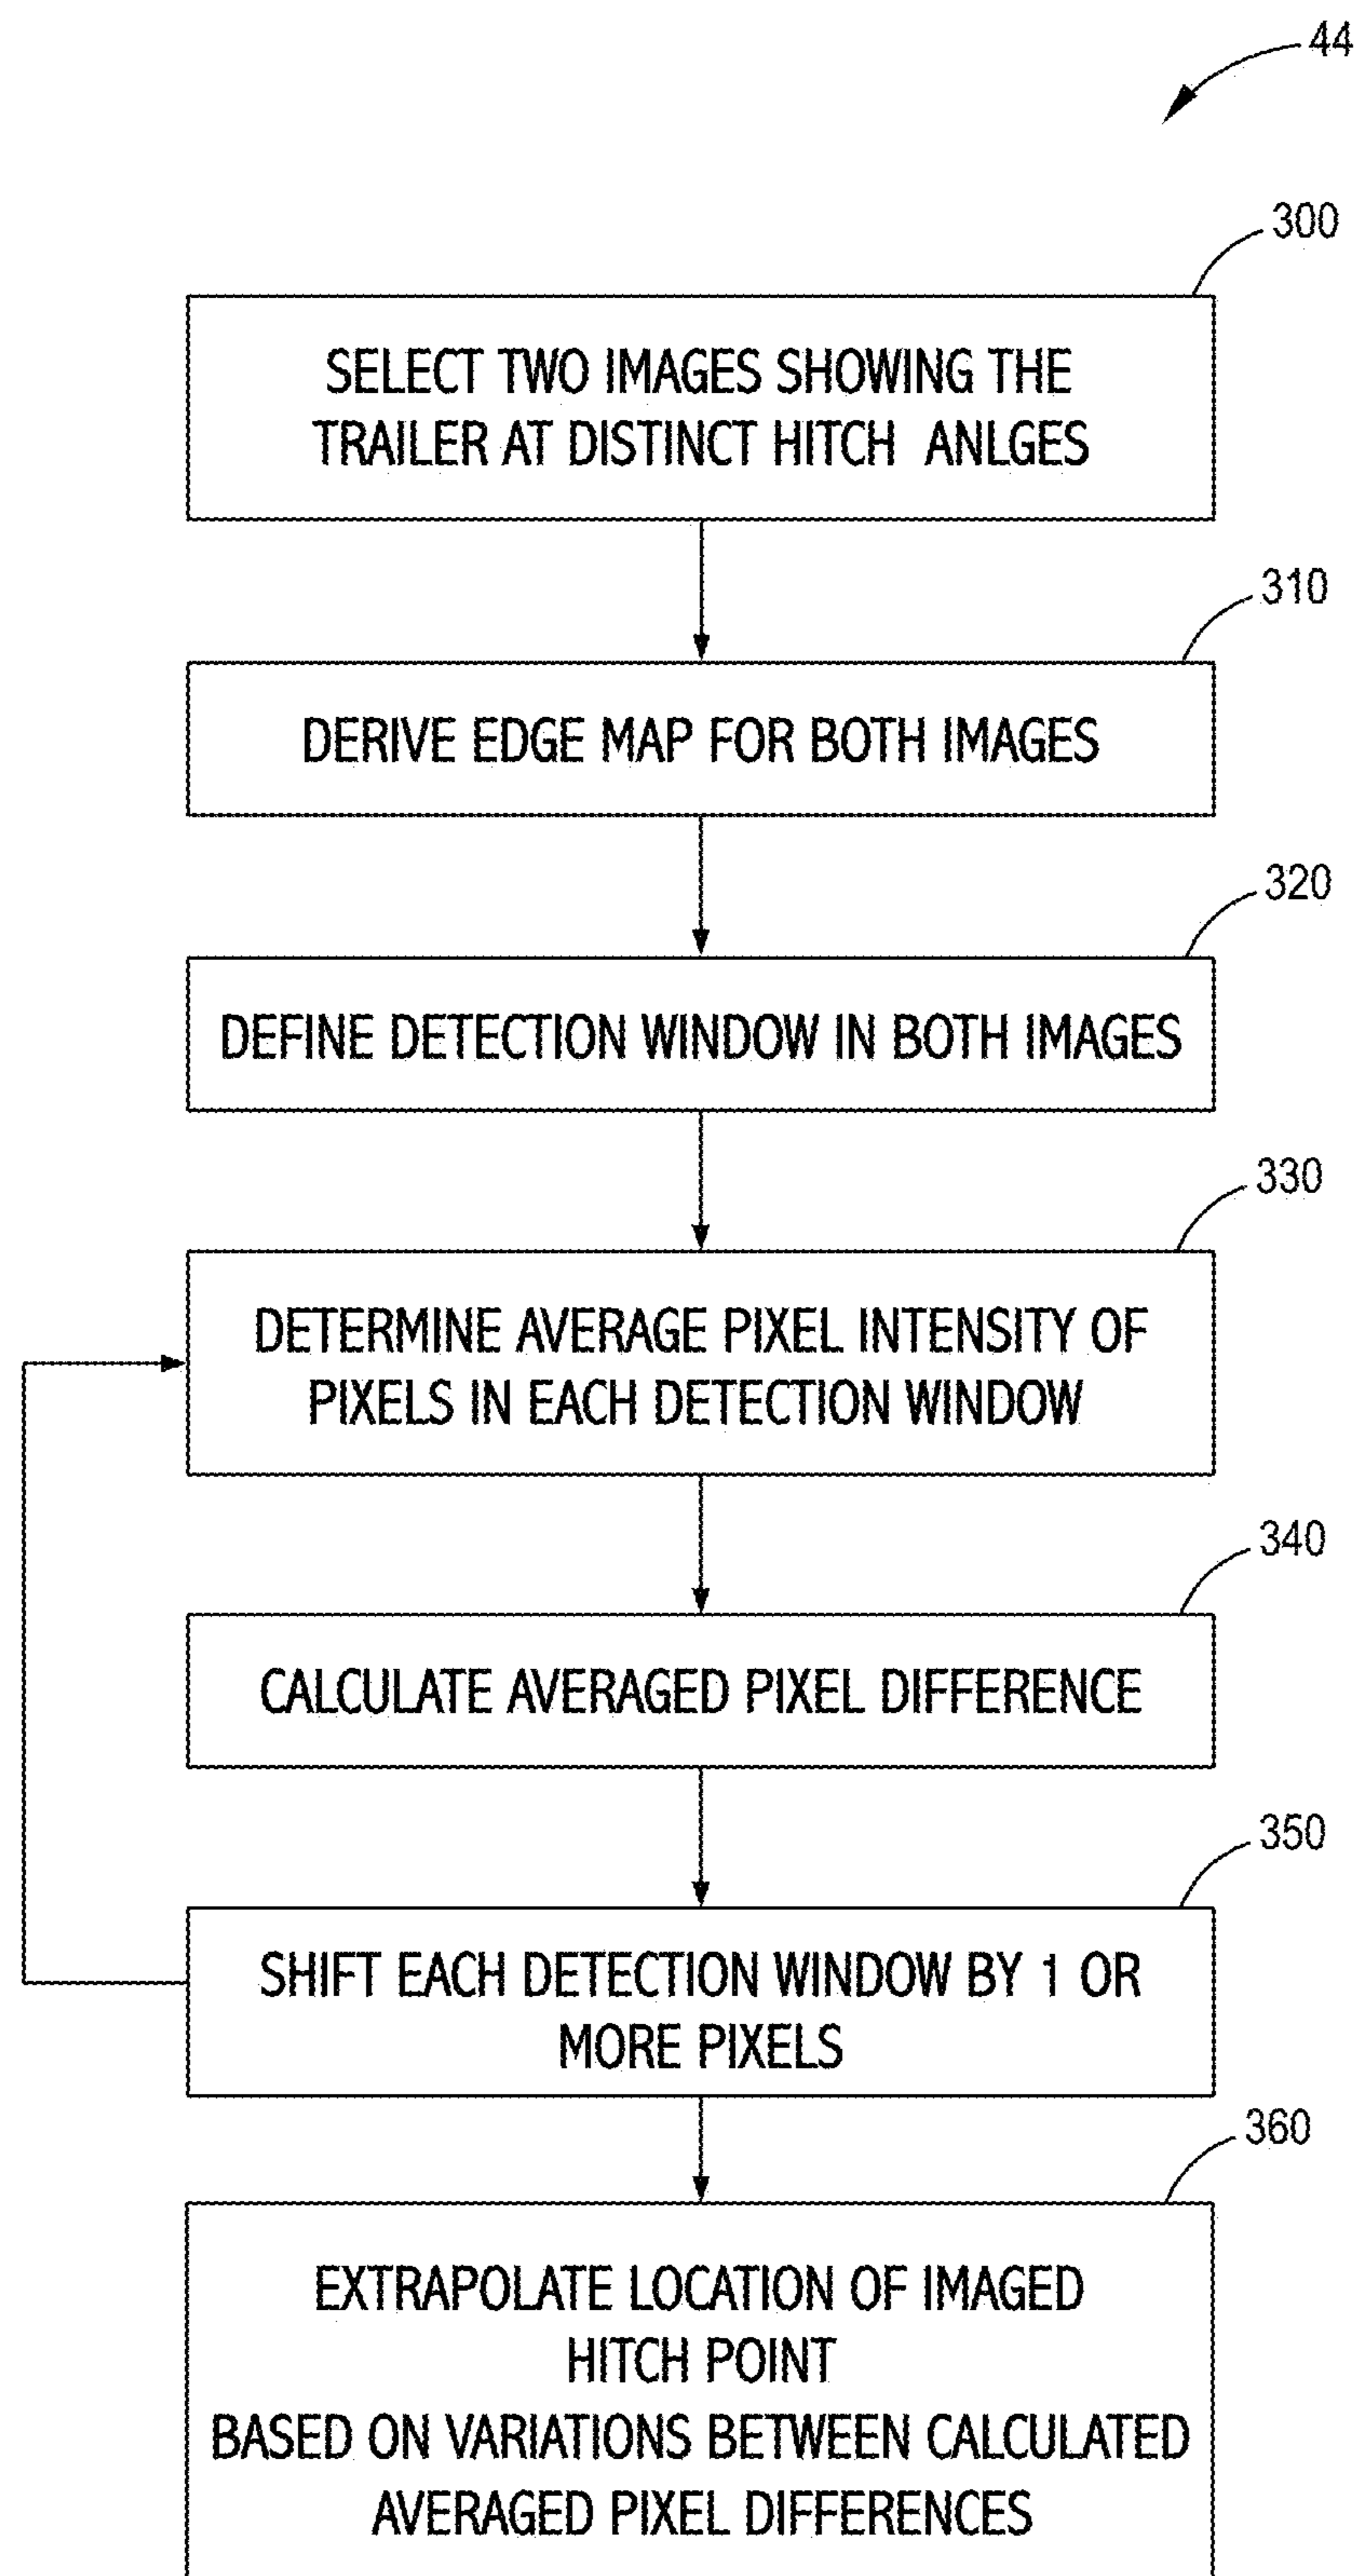 44
300
SELECT TWO IMAGES SHOWING THE
TRAILER AT DISTINCT HITCH ANLGES
310
DERIVE EDGE MAP FOR BOTH IMAGES
320
DEFINE DETECTION WINDOW IN BOTH IMAGES
330
DETERMINE AVERAGE PIXEL INTENSITY OF
PIXELS IN EACH DETECTION WINDOW
340
CALCULATE AVERAGED PIXEL DIFFERENCE
350
SHIFT EACH DETECTION WINDOW BY 1 OR
MORE PIXELS
360
EXTRAPOLATE LOCATION OF IMAGED
HITCH POINT
BASED ON VARIATIONS BETWEEN CALCULATED
AVERAGED PIXEL DIFFERENCES